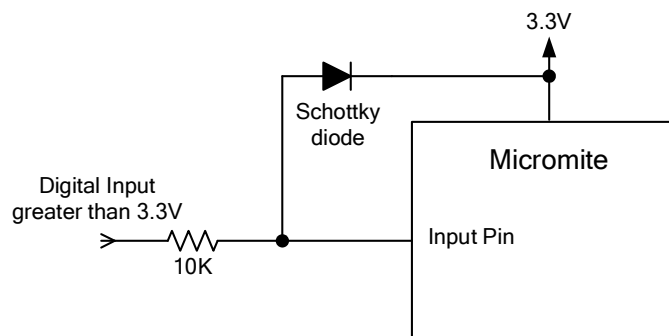 3.3V
Schottky
diode
Micromite
Digital Input
greater than 3.3V
Input Pin
10K